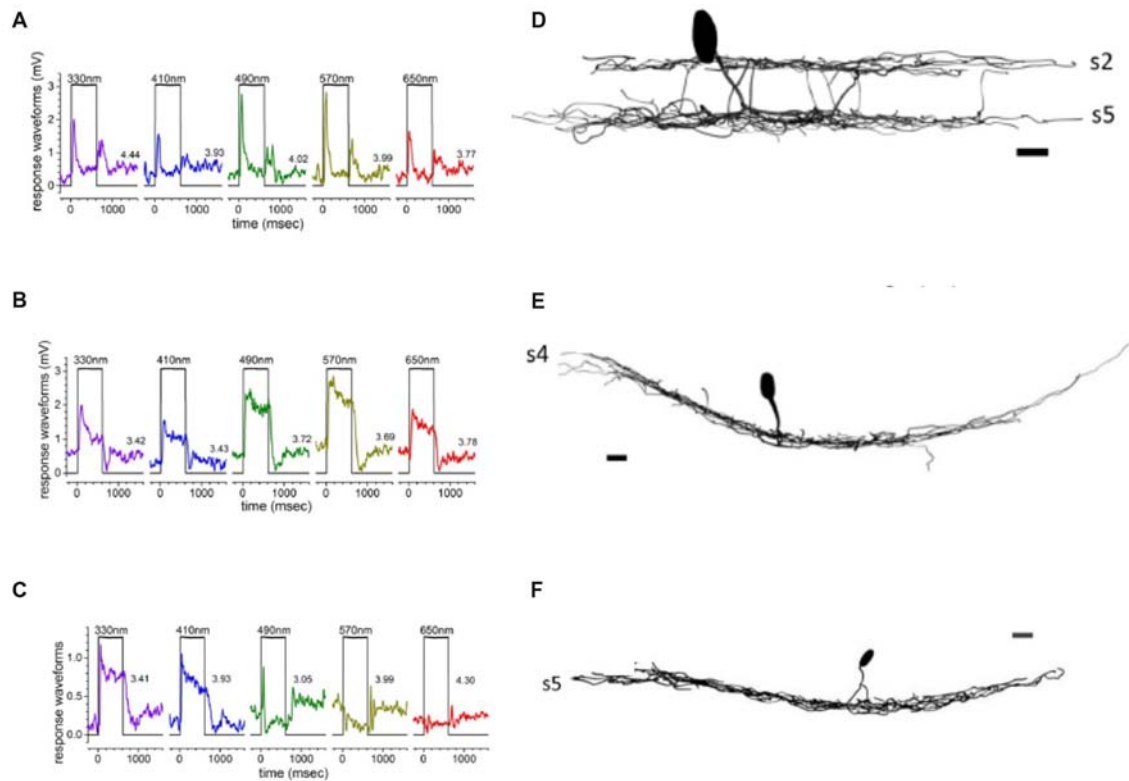 A
330nm 410nm 490nm 570nm 650nm
response waveforms (mV)
3
2
1
0
4.44 3.93 4.02 3.99 3.77
0 1000 0 1000 0 1000 0 1000 0 1000
time (msec)
D
s2
s5
B
330nm 410nm 490nm 570nm 650nm
response waveforms (mV)
3
2
1
0
3.42 3.43 3.72 3.69 3.78
0 1000 0 1000 0 1000 0 1000 0 1000
time (msec)
E
s4
C
330nm 410nm 490nm 570nm 650nm
response waveforms
1.0
0.5
0.0
3.41 3.93 3.05 3.99 4.30
0 1000 0 1000 0 1000 0 1000 0 1000
time (msec)
F
s5